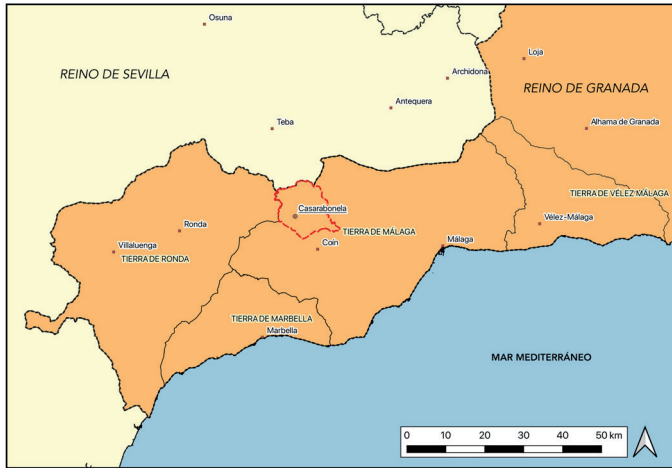 Osuna
Loja
REINO DE SEVILLA
Archidona
REINO DE GRANADA
Antequera
Teba
Alhama de Granada
TIERRA DE VÉLEZ MÁLAGA
Casarabonela
Vélez-Málaga
Ronda
TIERRA DE MÁLAGA
Villaluenga
Coín
Málaga
TIERRA DE RONDA
TIERRA DE MARBELLA
Marbella
MAR MEDITERRÁNEO
0 10 20 30 40 50 km